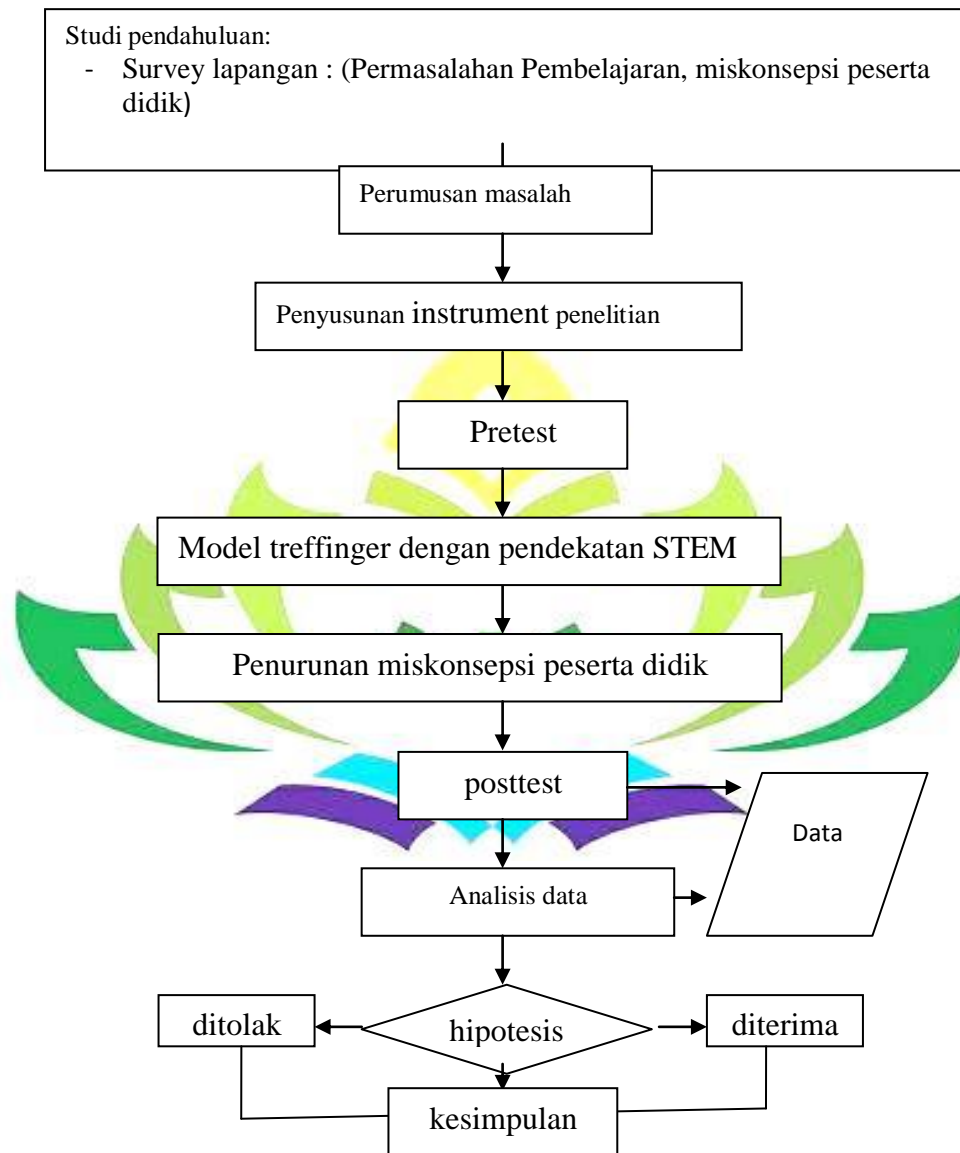 Studi pendahuluan:
- Survey lapangan : (Permasalahan Pembelajaran, miskonsepsi peserta
didik)
Perumusan masalah
Penyusunan instrument penelitian
Pretest
Model treffinger dengan pendekatan STEM
Penurunan miskonsepsi peserta didik
posttest
Data
Analisis data
ditolak
hipotesis
diterima
kesimpulan